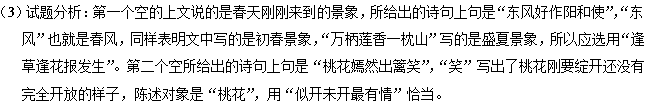 （3）试题分析：第一个空的上文说的是春天刚刚来到的景象，所给出的诗句上句是“东风好作阳和使”，“东
风”也就是春风，同样表明文中写的是初春景象，“万柄莲香一枕山”写的是盛夏景象，所以应选用“逢
草逢花报发生”。第二个空所给出的诗句上句是“桃花嫣然出篱笑”，“笑”写出了桃花刚要绽开还没有
完全开放的样子，陈述对象是“桃花”，用“似开未开最有情”恰当。